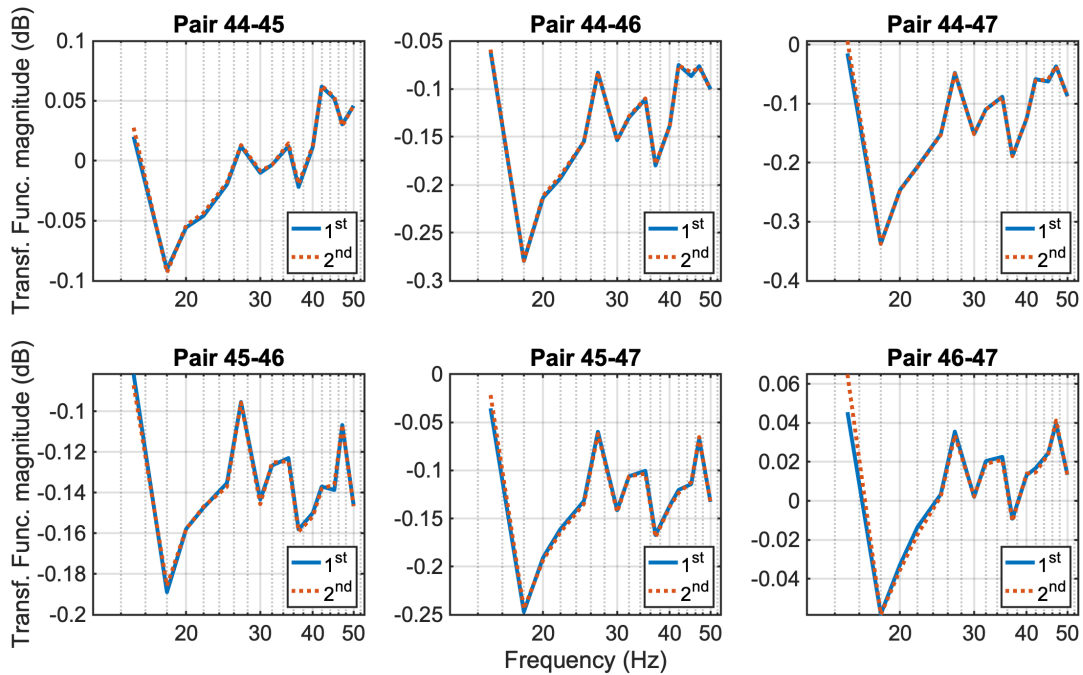 Pair 44-45
Pair 44-46
Pair 44-47
Transf. Func. magnitude (dB)
0.1
0.05
0
-0.05
-0.1
20
30
40
50
1st
2nd
-0.05
-0.1
-0.15
-0.2
-0.25
-0.3
20
30
40
50
1st
2nd
0
-0.1
-0.2
-0.3
-0.4
20
30
40
50
1st
2nd
Pair 45-46
Pair 45-47
Pair 46-47
Transf. Func. magnitude (dB)
-0.1
-0.12
-0.14
-0.16
-0.18
-0.2
20
30
40
50
1st
2nd
0
-0.05
-0.1
-0.15
-0.2
-0.25
20
30
40
50
1st
2nd
0.06
0.04
0.02
0
-0.02
-0.04
20
30
40
50
1st
2nd
Frequency (Hz)